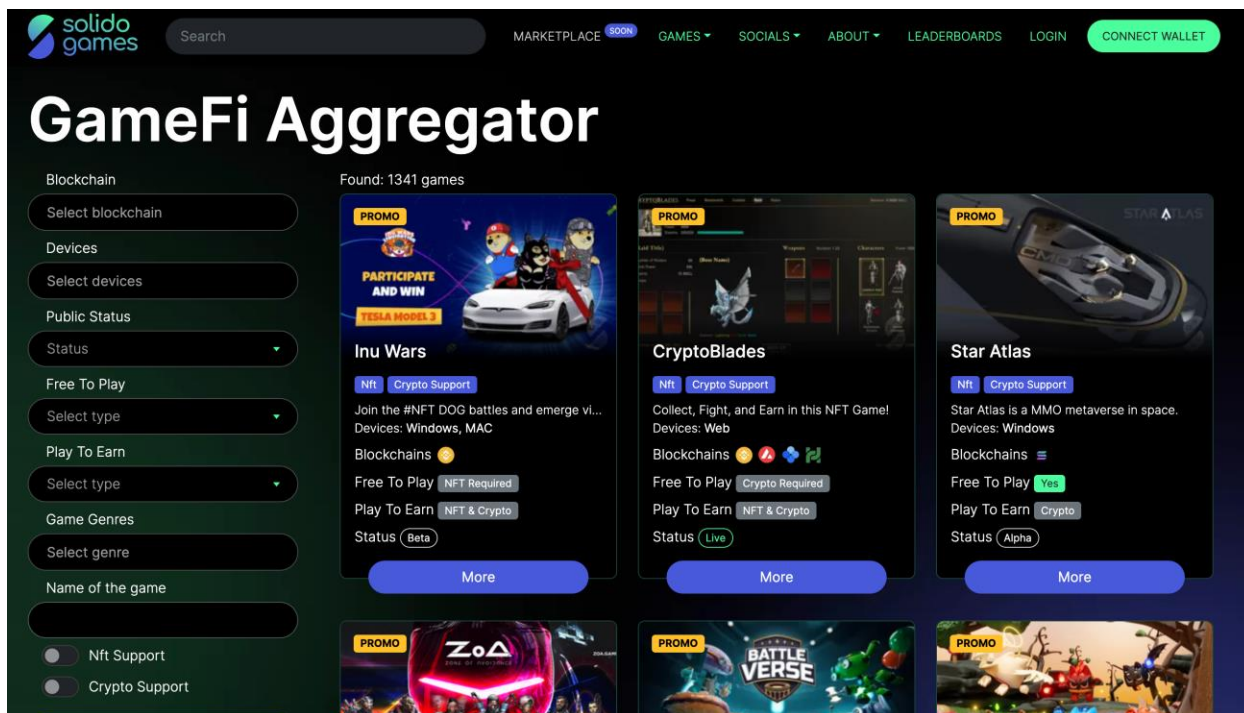 solido
games
Search
MARKETPLACE SOON
GAMES
SOCIALS
ABOUT
LEADERBOARDS
LOGIN
CONNECT WALLET
GameFi Aggregator
Blockchain
Select blockchain
Devices
Select devices
Public Status
Status
Free To Play
Select type
Play To Earn
Select type
Game Genres
Select genre
Name of the game
Nft Support
Crypto Support
Found: 1341 games
PROMO
PARTICIPATE
AND WIN
TESLA MODEL 3
Inu Wars
Nft Crypto Support
Join the #NFT DOG battles and emerge vi...
Devices: Windows, MAC
Blockchains
Free To Play NFT Required
Play To Earn NFT & Crypto
Status Beta
More
PROMO
Weapons
Characters
CryptoBlades
Nft Crypto Support
Collect, Fight, and Earn in this NFT Game!
Devices: Web
Blockchains
Free To Play Crypto Required
Play To Earn NFT & Crypto
Status Live
More
PROMO
STAR ATLAS
CMD
Star Atlas
Nft Crypto Support
Star Atlas is a MMO metaverse in space.
Devices: Windows
Blockchains
Free To Play Yes
Play To Earn Crypto
Status Alpha
More
PROMO
ZOA
PROMO
BATTLE
VERSE
PROMO